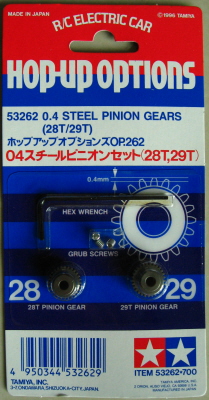 MADE IN JAPAN
©1996 TAMIYA
R/C ELECTRIC CAR
HOP-UP OPTIONS
53262 0.4 STEEL PINION GEARS
(28T/29T)
ホップアップオプションズOP.262
04スチールピニオンセット(28T,29T)
0.4mm
HEX WRENCH
GRUB SCREWS
28
29
28T PINION GEAR
29T PINION GEAR
4 950344 532629
TAMIYA, INC.
3-7, ONDAWARA, SHIZUOKA-CITY, JAPAN
TAMIYA AMERICA, INC.
ITEM 53262•700